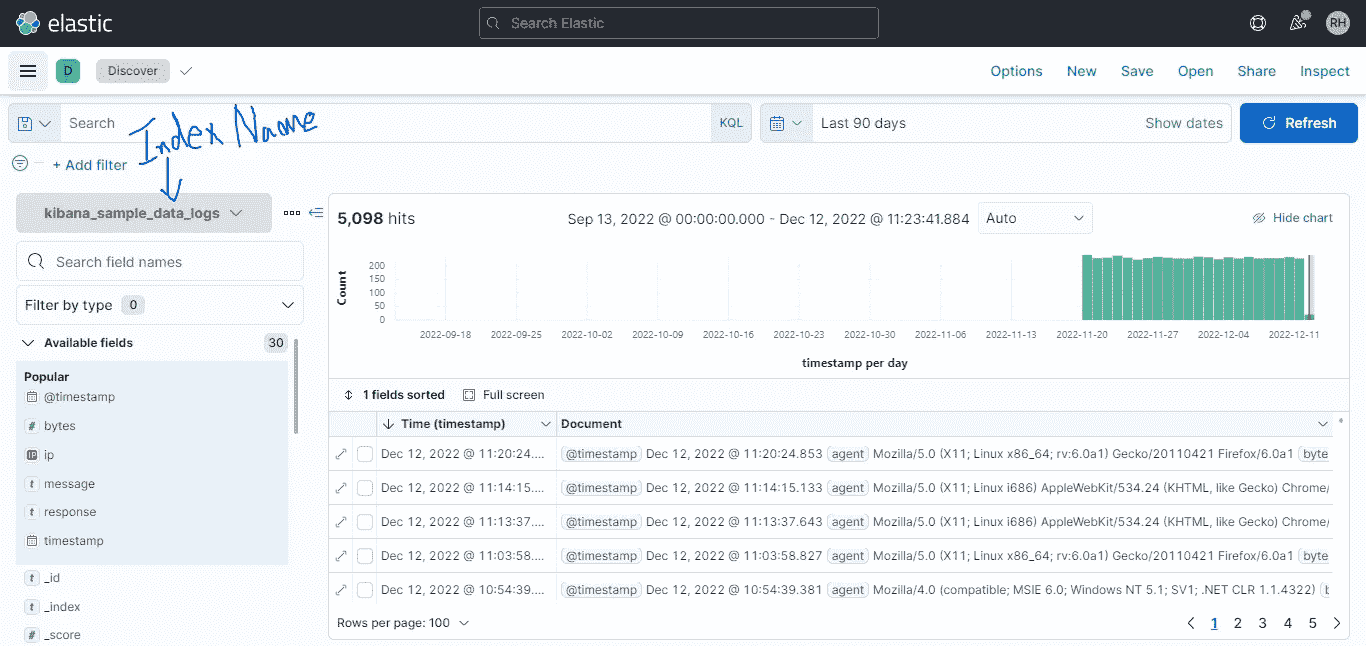 elastic
Search Elastic
RH
D
Discover
Options
New
Save
Open
Share
Inspect
Search
KQL
Last 90 days
Show dates
Refresh
Index Name
+ Add filter
kibana_sample_data_logs
5,098 hits
Sep 13, 2022 @ 00:00:00.000 - Dec 12, 2022 @ 11:23:41.884
Auto
Hide chart
Search field names
Filter by type 0
Available fields 30
Popular
@timestamp
# bytes
IP ip
t message
t response
timestamp
t _id
t _index
# _score
Count
200
150
100
50
0
2022-09-18 2022-09-25 2022-10-02 2022-10-09 2022-10-16 2022-10-23 2022-10-30 2022-11-06 2022-11-13 2022-11-20 2022-11-27 2022-12-04 2022-12-11
timestamp per day
1 fields sorted Full screen
Time (timestamp) Document
Dec 12, 2022 @ 11:20:24.... @timestamp Dec 12, 2022 @ 11:20:24.853 agent Mozilla/5.0 (X11; Linux x86_64; rv:6.0a1) Gecko/20110421 Firefox/6.0a1 byte
Dec 12, 2022 @ 11:14:15.... @timestamp Dec 12, 2022 @ 11:14:15.133 agent Mozilla/5.0 (X11; Linux i686) AppleWebKit/534.24 (KHTML, like Gecko) Chrome/
Dec 12, 2022 @ 11:13:37.... @timestamp Dec 12, 2022 @ 11:13:37.643 agent Mozilla/5.0 (X11; Linux i686) AppleWebKit/534.24 (KHTML, like Gecko) Chrome/
Dec 12, 2022 @ 11:03:58.... @timestamp Dec 12, 2022 @ 11:03:58.827 agent Mozilla/5.0 (X11; Linux x86_64; rv:6.0a1) Gecko/20110421 Firefox/6.0a1 byte
Dec 12, 2022 @ 10:54:39.... @timestamp Dec 12, 2022 @ 10:54:39.381 agent Mozilla/4.0 (compatible; MSIE 6.0; Windows NT 5.1; SV1; .NET CLR 1.1.4322)
Rows per page: 100
1 2 3 4 5